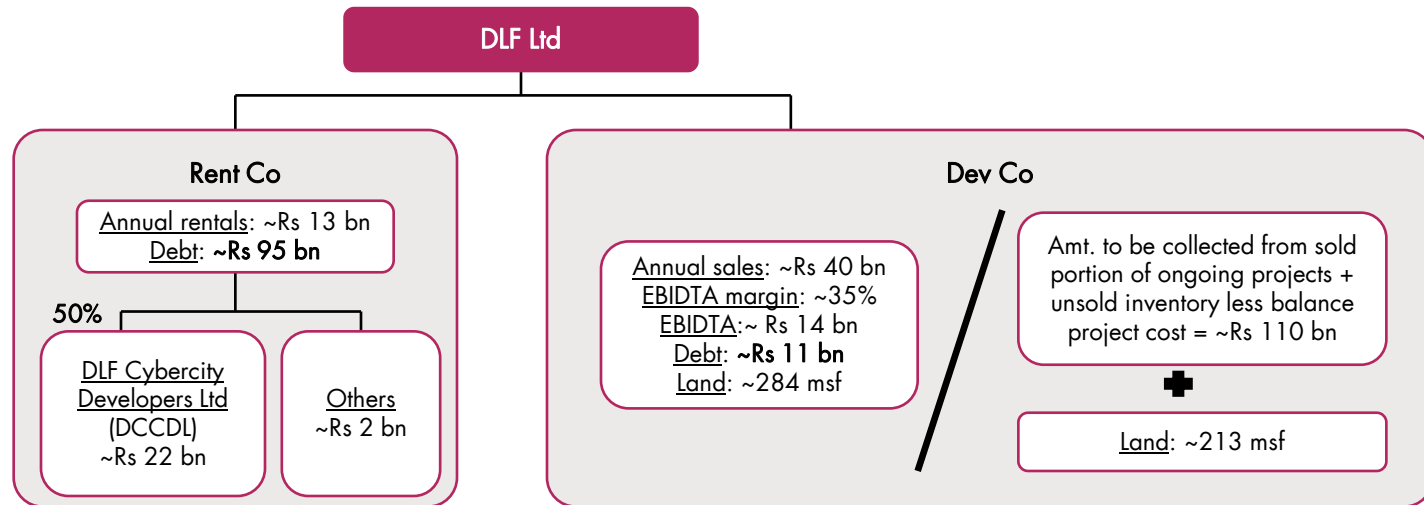 DLF Ltd
Rent Co
Annual rentals: ~Rs 13 bn
Debt: ~Rs 95 bn
50%
DLF Cybercity
Developers Ltd
(DCCDL)
~Rs 22 bn
Others
~Rs 2 bn
Dev Co
Annual sales: ~Rs 40 bn
EBIDTA margin: ~35%
EBIDTA:~ Rs 14 bn
Debt: ~Rs 11 bn
Land: ~284 msf
Amt. to be collected from sold
portion of ongoing projects +
unsold inventory less balance
project cost = ~Rs 110 bn
Land: ~213 msf